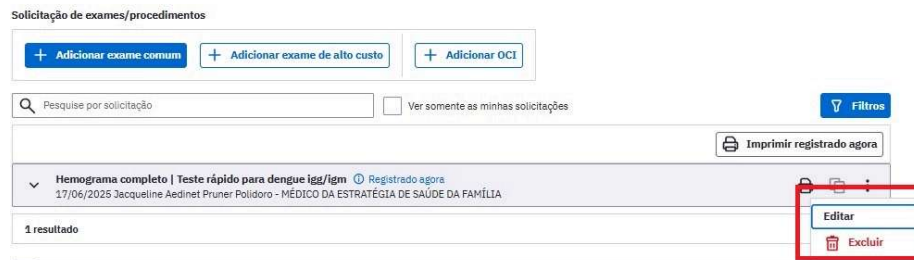 Solicitação de exames/procedimentos
+ Adicionar exame comum + Adicionar exame de alto custo + Adicionar OCI
Pesquise por solicitação Ver somente as minhas solicitações Filtros
Imprimir registrado agora
Hemograma completo | Teste rápido para dengue igg/igm Registrado agora
17/06/2025 Jacqueline Aedinet Pruner Polidoro - MÉDICO DA ESTRATÉGIA DE SAÚDE DA FAMÍLIA
Editar
1 resultado
Excluir